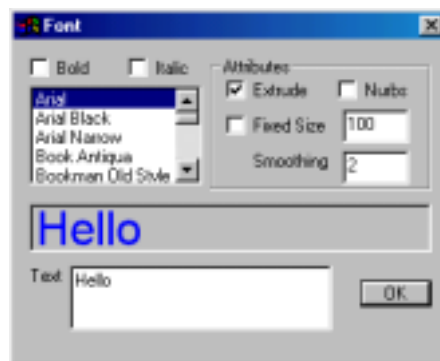 Font
Bold Italic
Attributes
Extrude Nurbs
Fixed Size 100
Smoothing 2
Arial
Arial Black
Arial Narrow
Book Antiqua
Bookman Old Style
Hello
Text Hello
OK